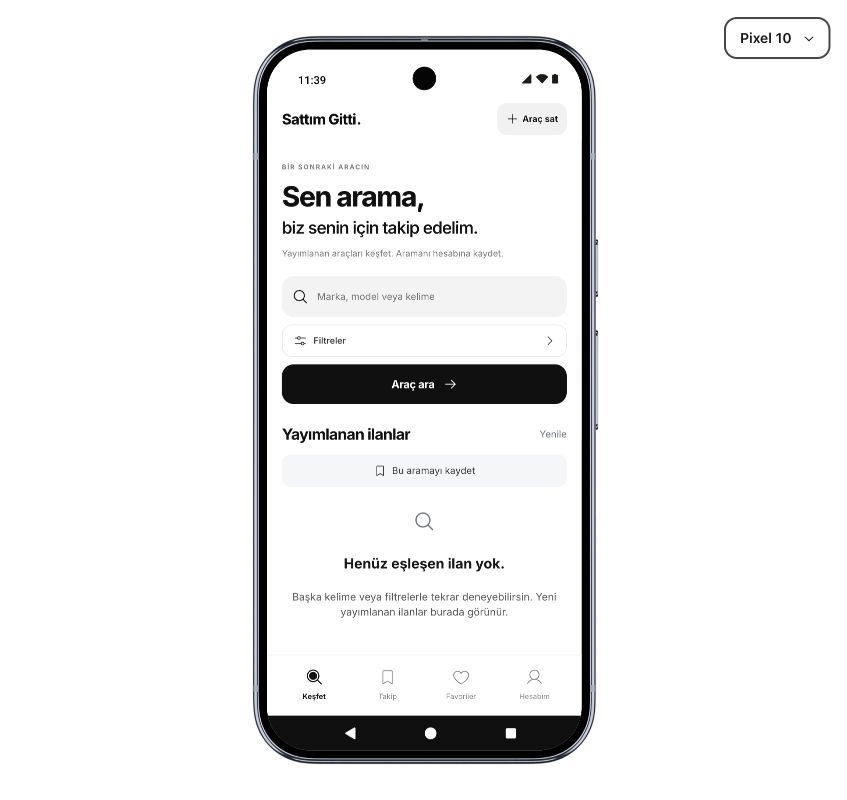 Pixel 10
11:39
Sattım Gitti.
Araç sat
BİR SONRAKİ ARACIN
Sen arama,
biz senin için takip edelim.
Yayımlanan araçları keşfet. Aramanı hesabına kaydet.
Marka, model veya kelime
Filtreler
Araç ara
Yayımlanan ilanlar
Yenile
Bu aramayı kaydet
Henüz eşleşen ilan yok.
Başka kelime veya filtrelerle tekrar deneyebilirsin. Yeni
yayımlanan ilanlar burada görünür.
Keşfet
Takip
Favoriler
Hesabım